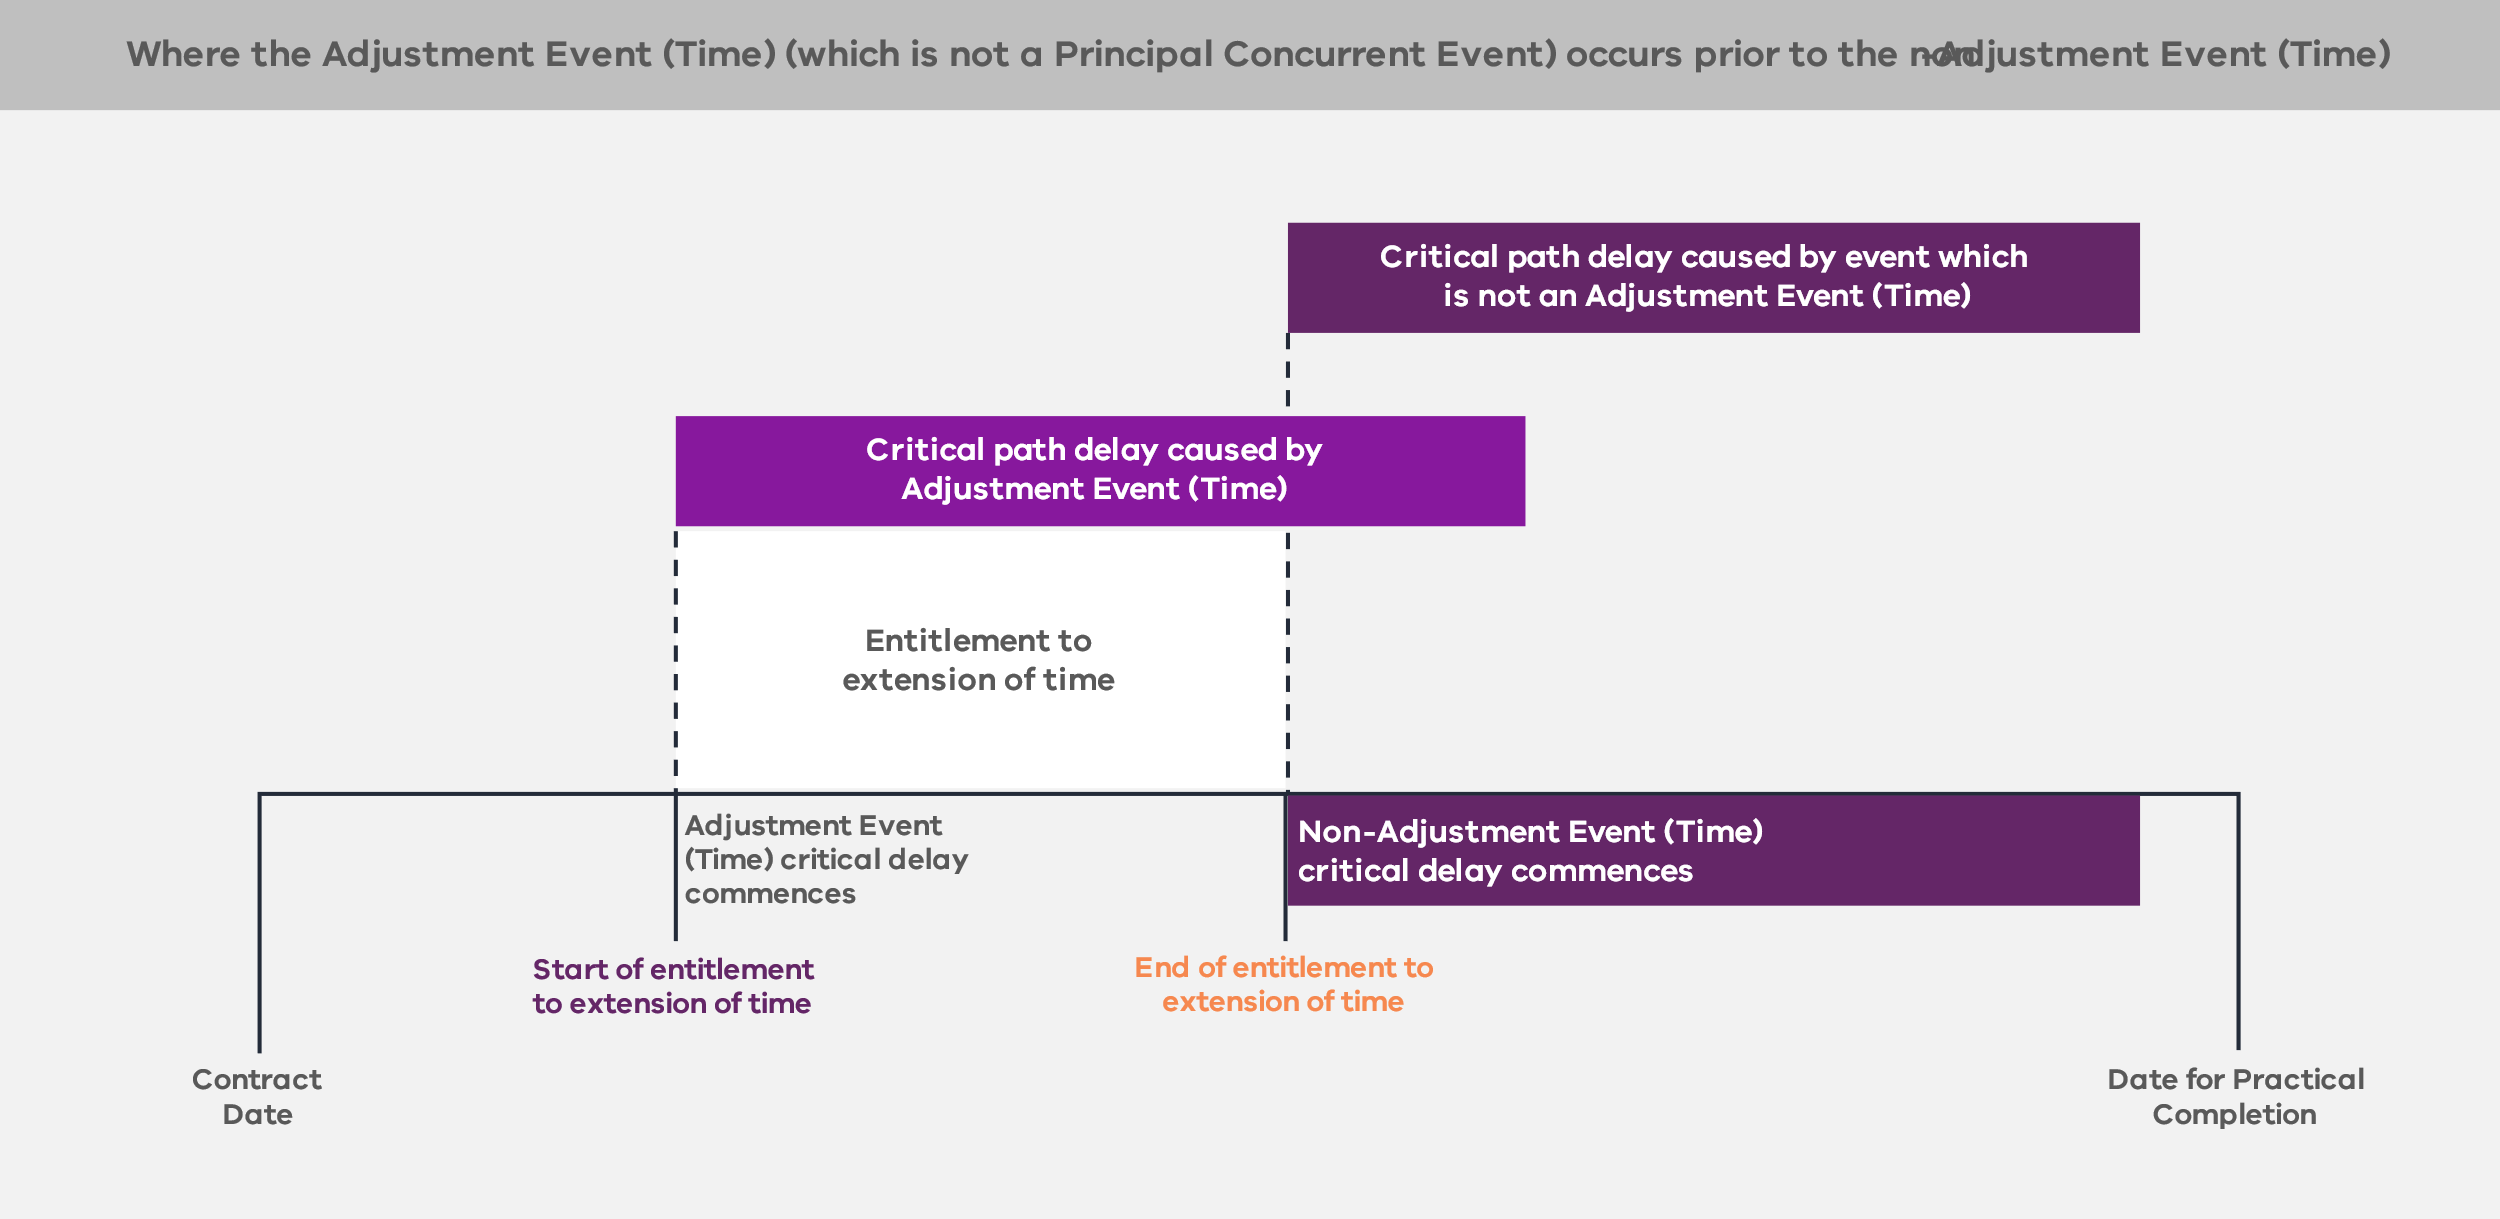 Where the Adjustment Event (Time) (which is not a Principal Concurrent Event) occurs prior to the non-Adjustment Event (Time)
Critical path delay caused by event which
is not an Adjustment Event (Time)
Critical path delay caused by
Adjustment Event (Time)
Entitlement to
extension of time
Adjustment Event
(Time) critical delay
commences
Non-Adjustment Event (Time)
critical delay commences
Start of entitlement
to extension of time
End of entitlement to
extension of time
Contract
Date
Date for Practical
Completion